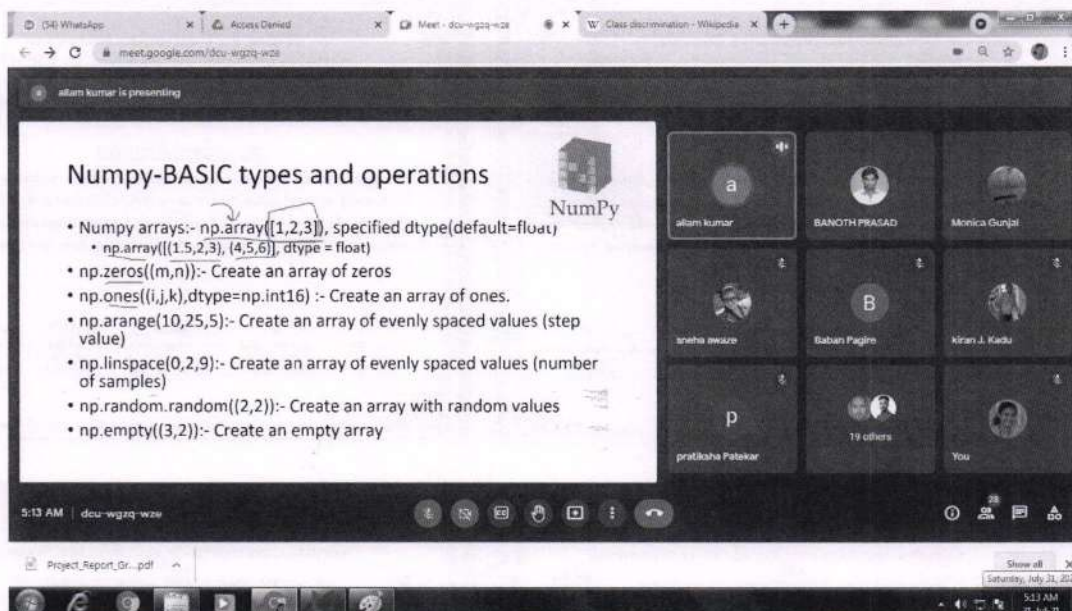 (54) WhatsApp
Access Denied
Meet - dcu-wgzq-wze
Class discrimination - Wikipedia
meet.google.com/dcu-wgzq-wze
a
allam kumar is presenting
Numpy-BASIC types and operations
NumPy
• Numpy arrays:- np.array([1,2,3]), specified dtype(default=float)
• np.array([(1.5,2,3), (4,5,6)], dtype = float)
• np.zeros((m,n)):- Create an array of zeros
• np.ones((i,j,k),dtype=np.int16) :- Create an array of ones.
• np.arange(10,25,5):- Create an array of evenly spaced values (step
value)
• np.linspace(0,2,9):- Create an array of evenly spaced values (number
of samples)
• np.random.random((2,2)):- Create an array with random values
• np.empty((3,2)):- Create an empty array
a
allam kumar
BANOTH PRASAD
Monica Gunjal
sneha awaze
B
Baban Pagire
kiran J. Kadu
p
pratiksha Patekar
19 others
You
5:13 AM | dcu-wgzq-wze
28
Project_Report_Gr...pdf
Show all
Saturday, July 31,
5:13 AM